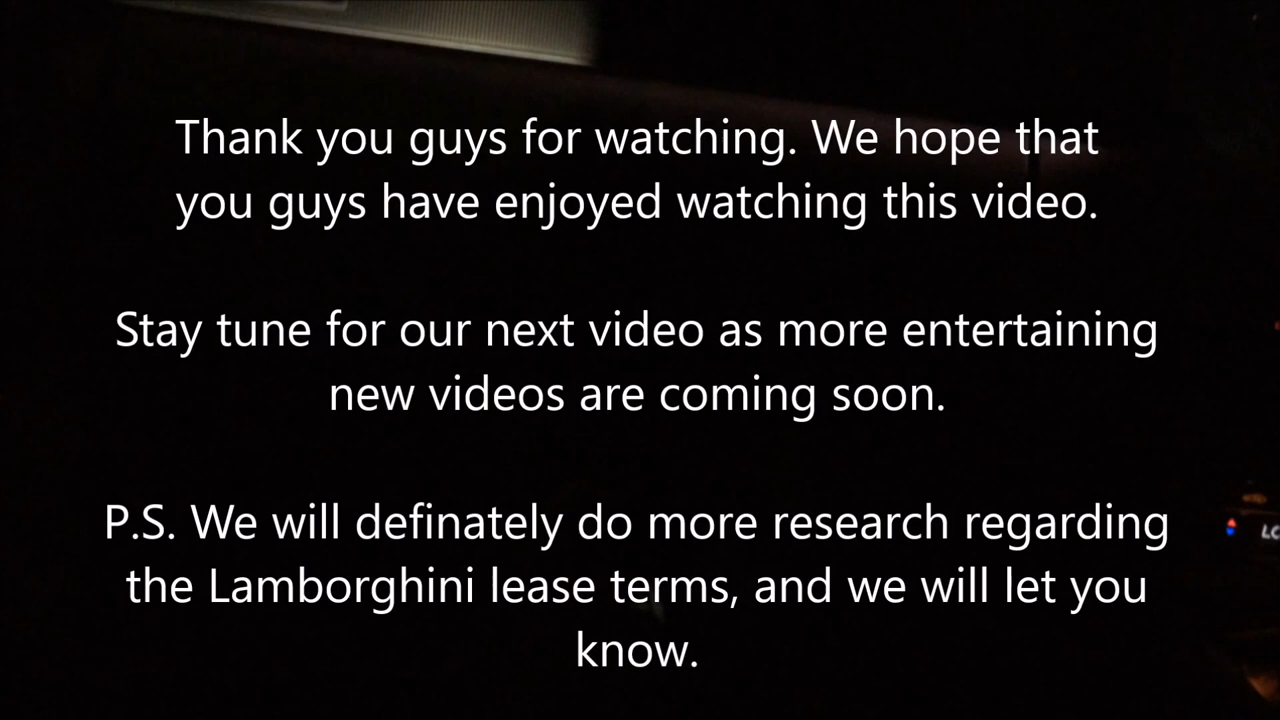 Thank you guys for watching. We hope that
you guys have enjoyed watching this video.
Stay tune for our next video as more entertaining
new videos are coming soon.
P.S. We will definately do more research regarding
the Lamborghini lease terms, and we will let you
know.
LC